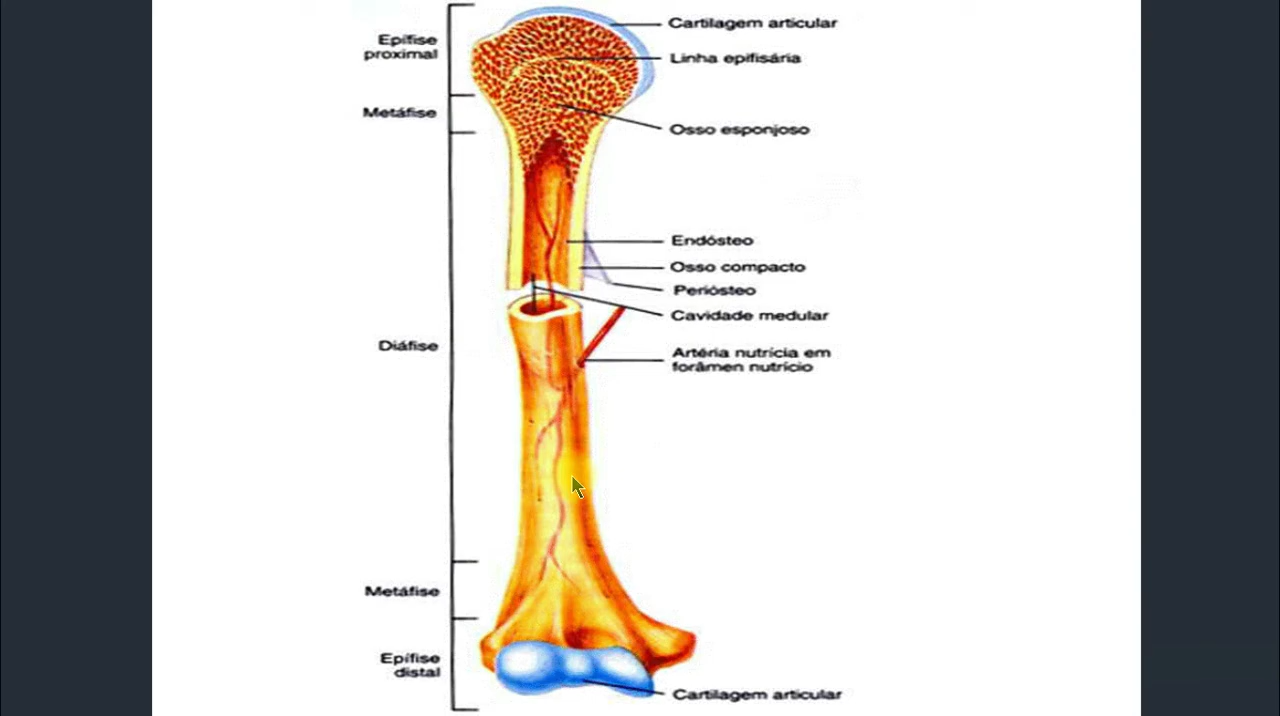 Cartilagem articular
Epífise
proximal
Linha epifisária
Metáfise
Osso esponjoso
Endósteo
Osso compacto
Periósteo
Cavidade medular
Diáfise
Artéria nutrícia em
forâmen nutrício
Metáfise
Epífise
distal
Cartilagem articular